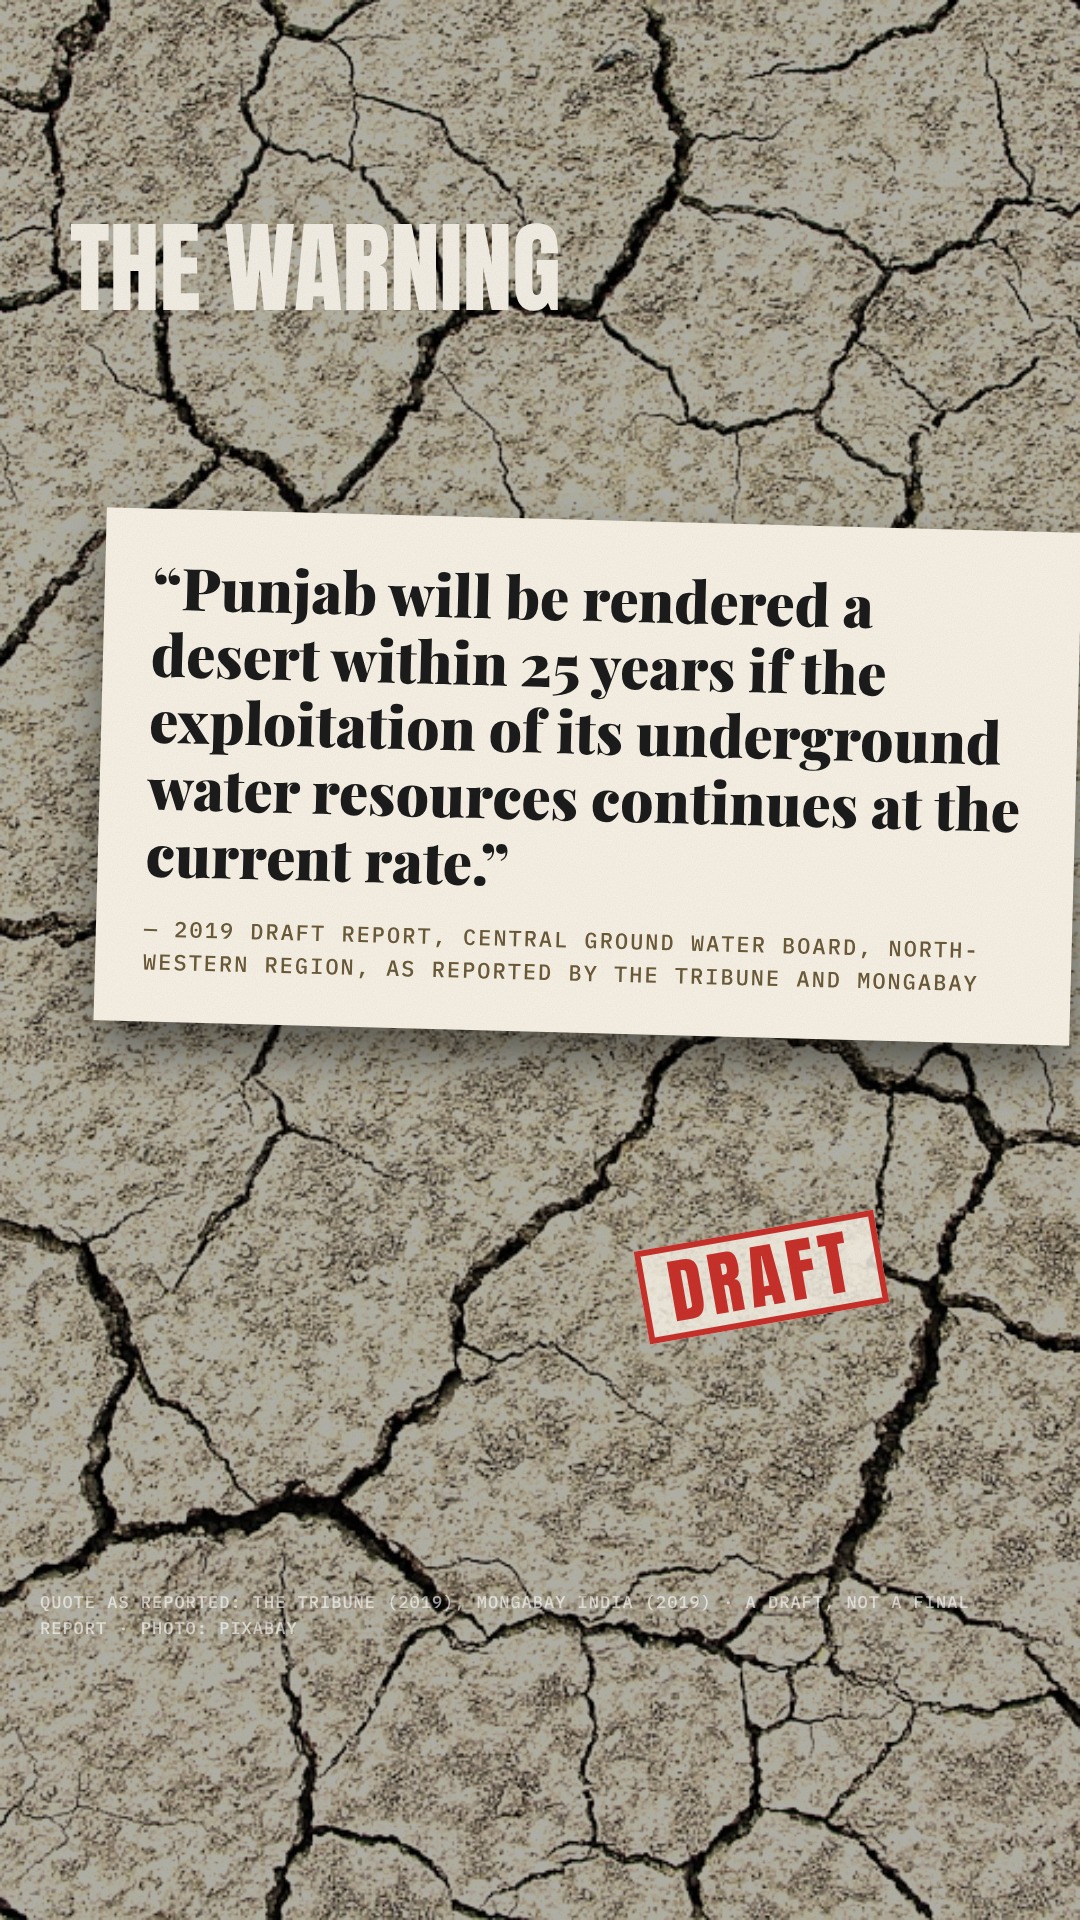 THE WARNING
“Punjab will be rendered a
desert within 25 years if the
exploitation of its underground
water resources continues at the
current rate.”
— 2019 DRAFT REPORT, CENTRAL GROUND WATER BOARD, NORTH-
WESTERN REGION, AS REPORTED BY THE TRIBUNE AND MONGABAY
DRAFT
QUOTE AS REPORTED: THE TRIBUNE (2019), MONGABAY INDIA (2019) · A DRAFT, NOT A FINAL
REPORT · PHOTO: PIXABAY